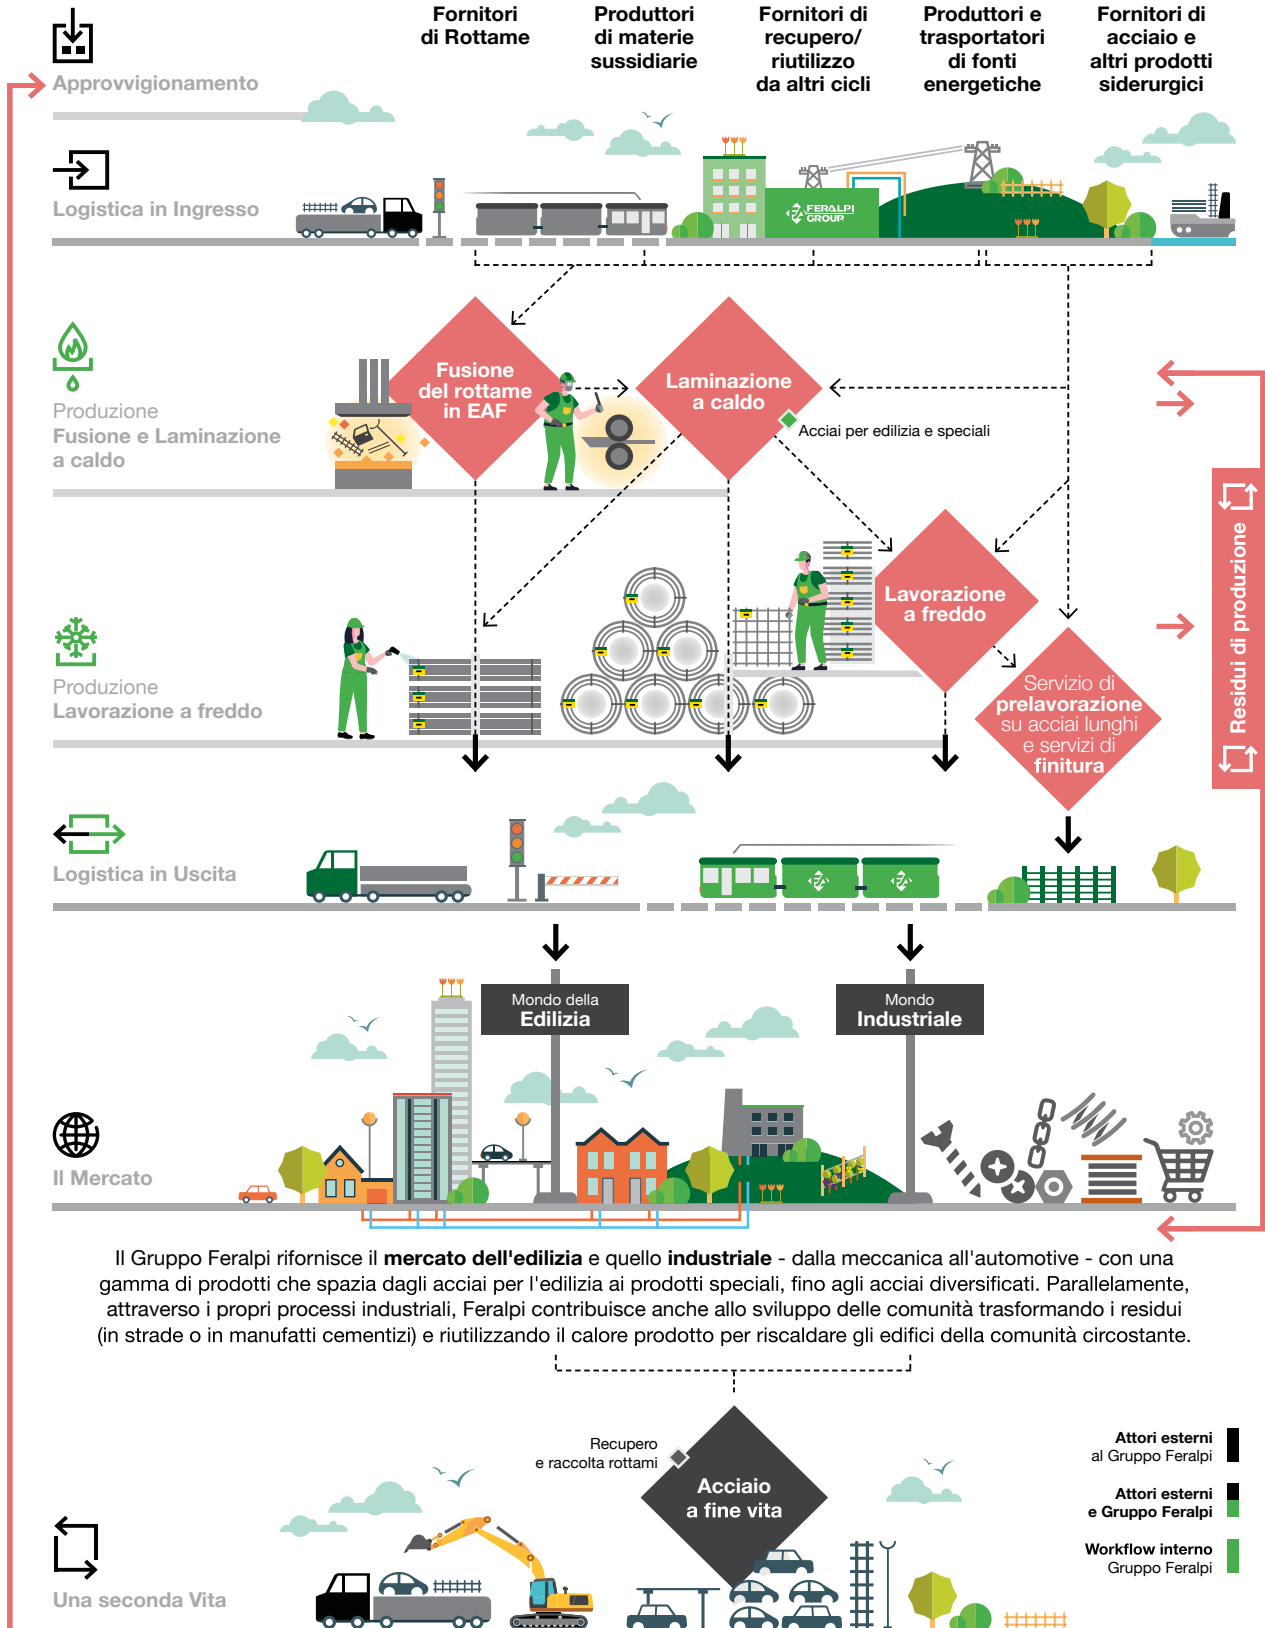 Fornitori
di Rottame
Produttori
di materie
sussidiarie
Fornitori di
recupero/
riutilizzo
da altri cicli
Produttori e
trasportatori
di fonti
energetiche
Fornitori di
acciaio e
altri prodotti
siderurgici
Approvvigionamento
Logistica in Ingresso
FERALPI
GROUP
Fusione
del rottame
in EAF
Laminazione
a caldo
Acciai per edilizia e speciali
Produzione
Fusione e Laminazione
a caldo
Residui di produzione
Lavorazione
a freddo
Produzione
Lavorazione a freddo
Servizio di
prelavorazione
su acciai lunghi
e servizi di
finitura
Logistica in Uscita
Mondo della
Edilizia
Mondo
Industriale
Il Mercato
Il Gruppo Feralpi rifornisce il mercato dell'edilizia e quello industriale - dalla meccanica all'automotive - con una
gamma di prodotti che spazia dagli acciai per l'edilizia ai prodotti speciali, fino agli acciai diversificati. Parallelamente,
attraverso i propri processi industriali, Feralpi contribuisce anche allo sviluppo delle comunità trasformando i residui
(in strade o in manufatti cementizi) e riutilizzando il calore prodotto per riscaldare gli edifici della comunità circostante.
Recupero
e raccolta rottami
Acciaio
a fine vita
Attori esterni
al Gruppo Feralpi
Attori esterni
e Gruppo Feralpi
Workflow interno
Gruppo Feralpi
Una seconda Vita